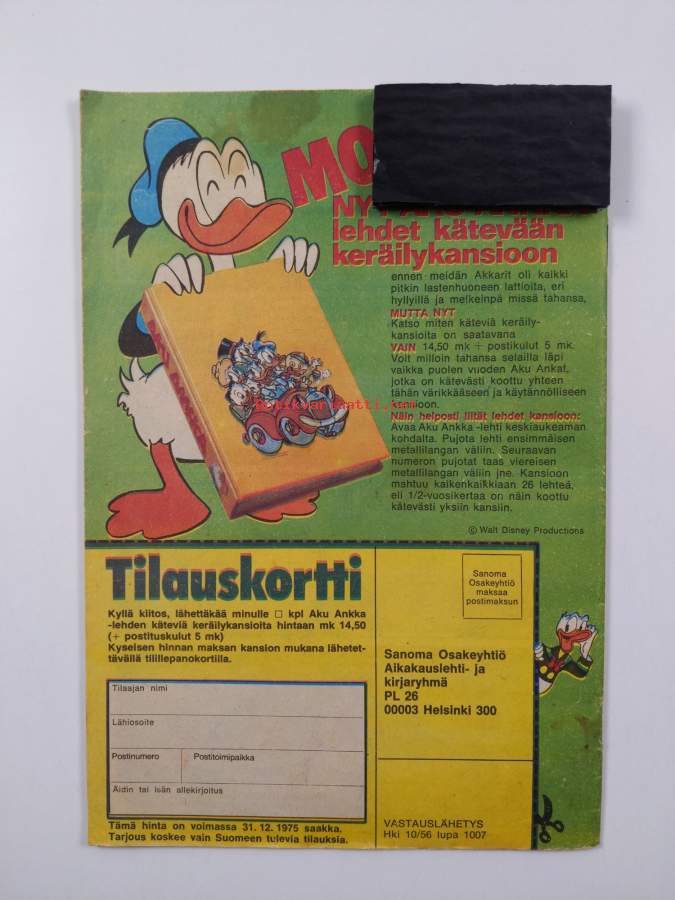 MO
lehdet kätevään
keräilykansioon
ennen meidän Akkarit oli kaikki
pitkin lastenhuoneen lattioita, eri
hyllyillä ja melkeinpä missä tahansa,
MUTTA NYT
Katso miten käteviä keräily-
kansioita on saatavana
VAIN 14,50 mk + postikulut 5 mk.
Voit milloin tahansa selailla läpi
vaikka puolen vuoden Aku Ankat,
jotka on kätevästi koottu yhteen
tähän värikkääseen ja käytännölliseen
Näin helposti liität lehdet kansioon:
Avaa Aku Ankka -lehti keskiaukeaman
kohdalta. Pujota lehti ensimmäisen
metallilangan väliin. Seuraavan
numeron pujotat taas viereisen
metallilangan väliin jne. Kansioon
mahtuu kaikenkaikkiaan 26 lehteä,
eli 1/2-vuosikertaa on näin koottu
kätevästi yksiin kansiin.
© Walt Disney Productions
Tilauskortti
Kyllä kiitos, lähettäkää minulle □ kpl Aku Ankka
-lehden käteviä keräilykansioita hintaan mk 14,50
(+ postituskulut 5 mk)
Kyseisen hinnan maksan kansion mukana lähetet-
tävällä tilillepanokortilla.
Tilaajan nimi
Lähiosoite
Postinumero
Postitoimipaikka
Äidin tai isän allekirjoitus
Tämä hinta on voimassa 31.12.1975 saakka.
Tarjous koskee vain Suomeen tulevia tilauksia.
Sanoma
Osakeyhtiö
maksaa
postimaksun
Sanoma Osakeyhtiö
Aikakauslehti- ja
kirjaryhmä
PL 26
00003 Helsinki 300
VASTAUSLÄHETYS
Hki 10/56 lupa 1007